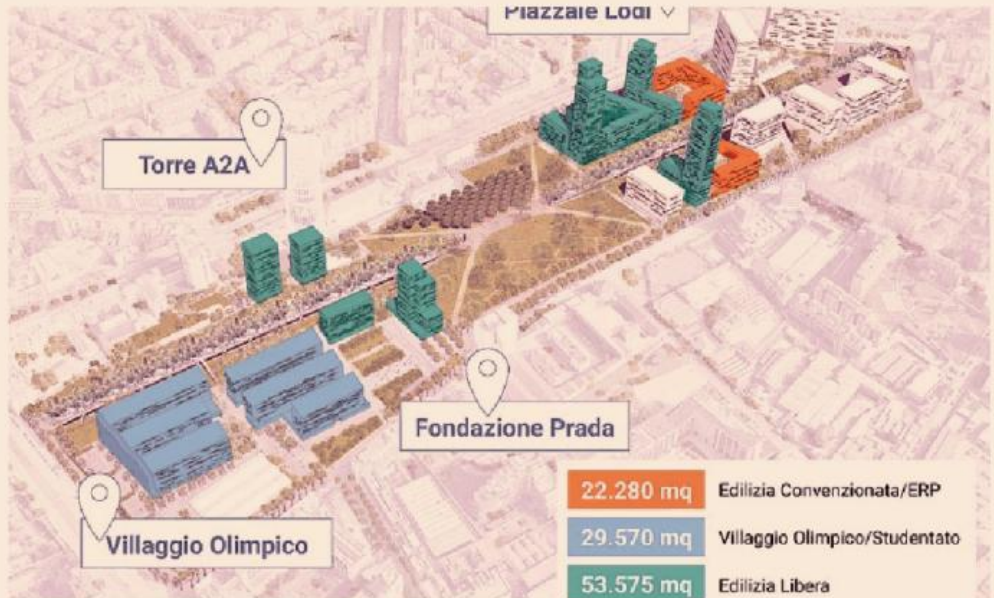 Piazzale Lodi
Torre A2A
Fondazione Prada
Villaggio Olimpico
22.280 mq Edilizia Convenzionata/ERP
29.570 mq Villaggio Olimpico/Studentato
53.575 mq Edilizia Libera